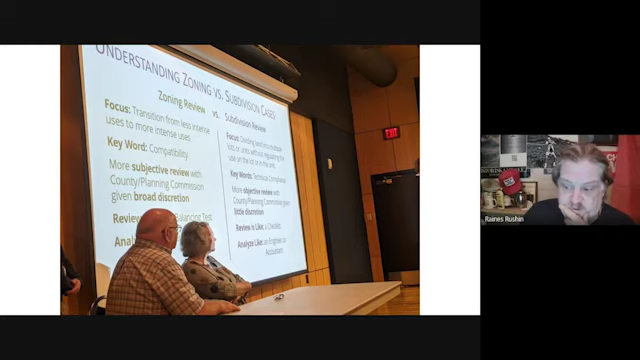 UNDERSTANDING ZONING VS. SUBDIVISION CASES
Zoning Review
vs.
Subdivision Review
Focus: Transition from less intense
uses to more intense uses
Key Word: Compatibility
More subjective review with
County/Planning Commission
given broad discretion
Review
Balancing Test
Focus: Dividing land into multiple
lots or units without regulating the
use on the lot or in the unit.
Key Words: Technical Compliance
More objective review with
County/Planning Commission given
little discretion
Review is Like: a Checklist
Analyze Like: an Engineer or
Accountant
EXIT
Raines Rushin